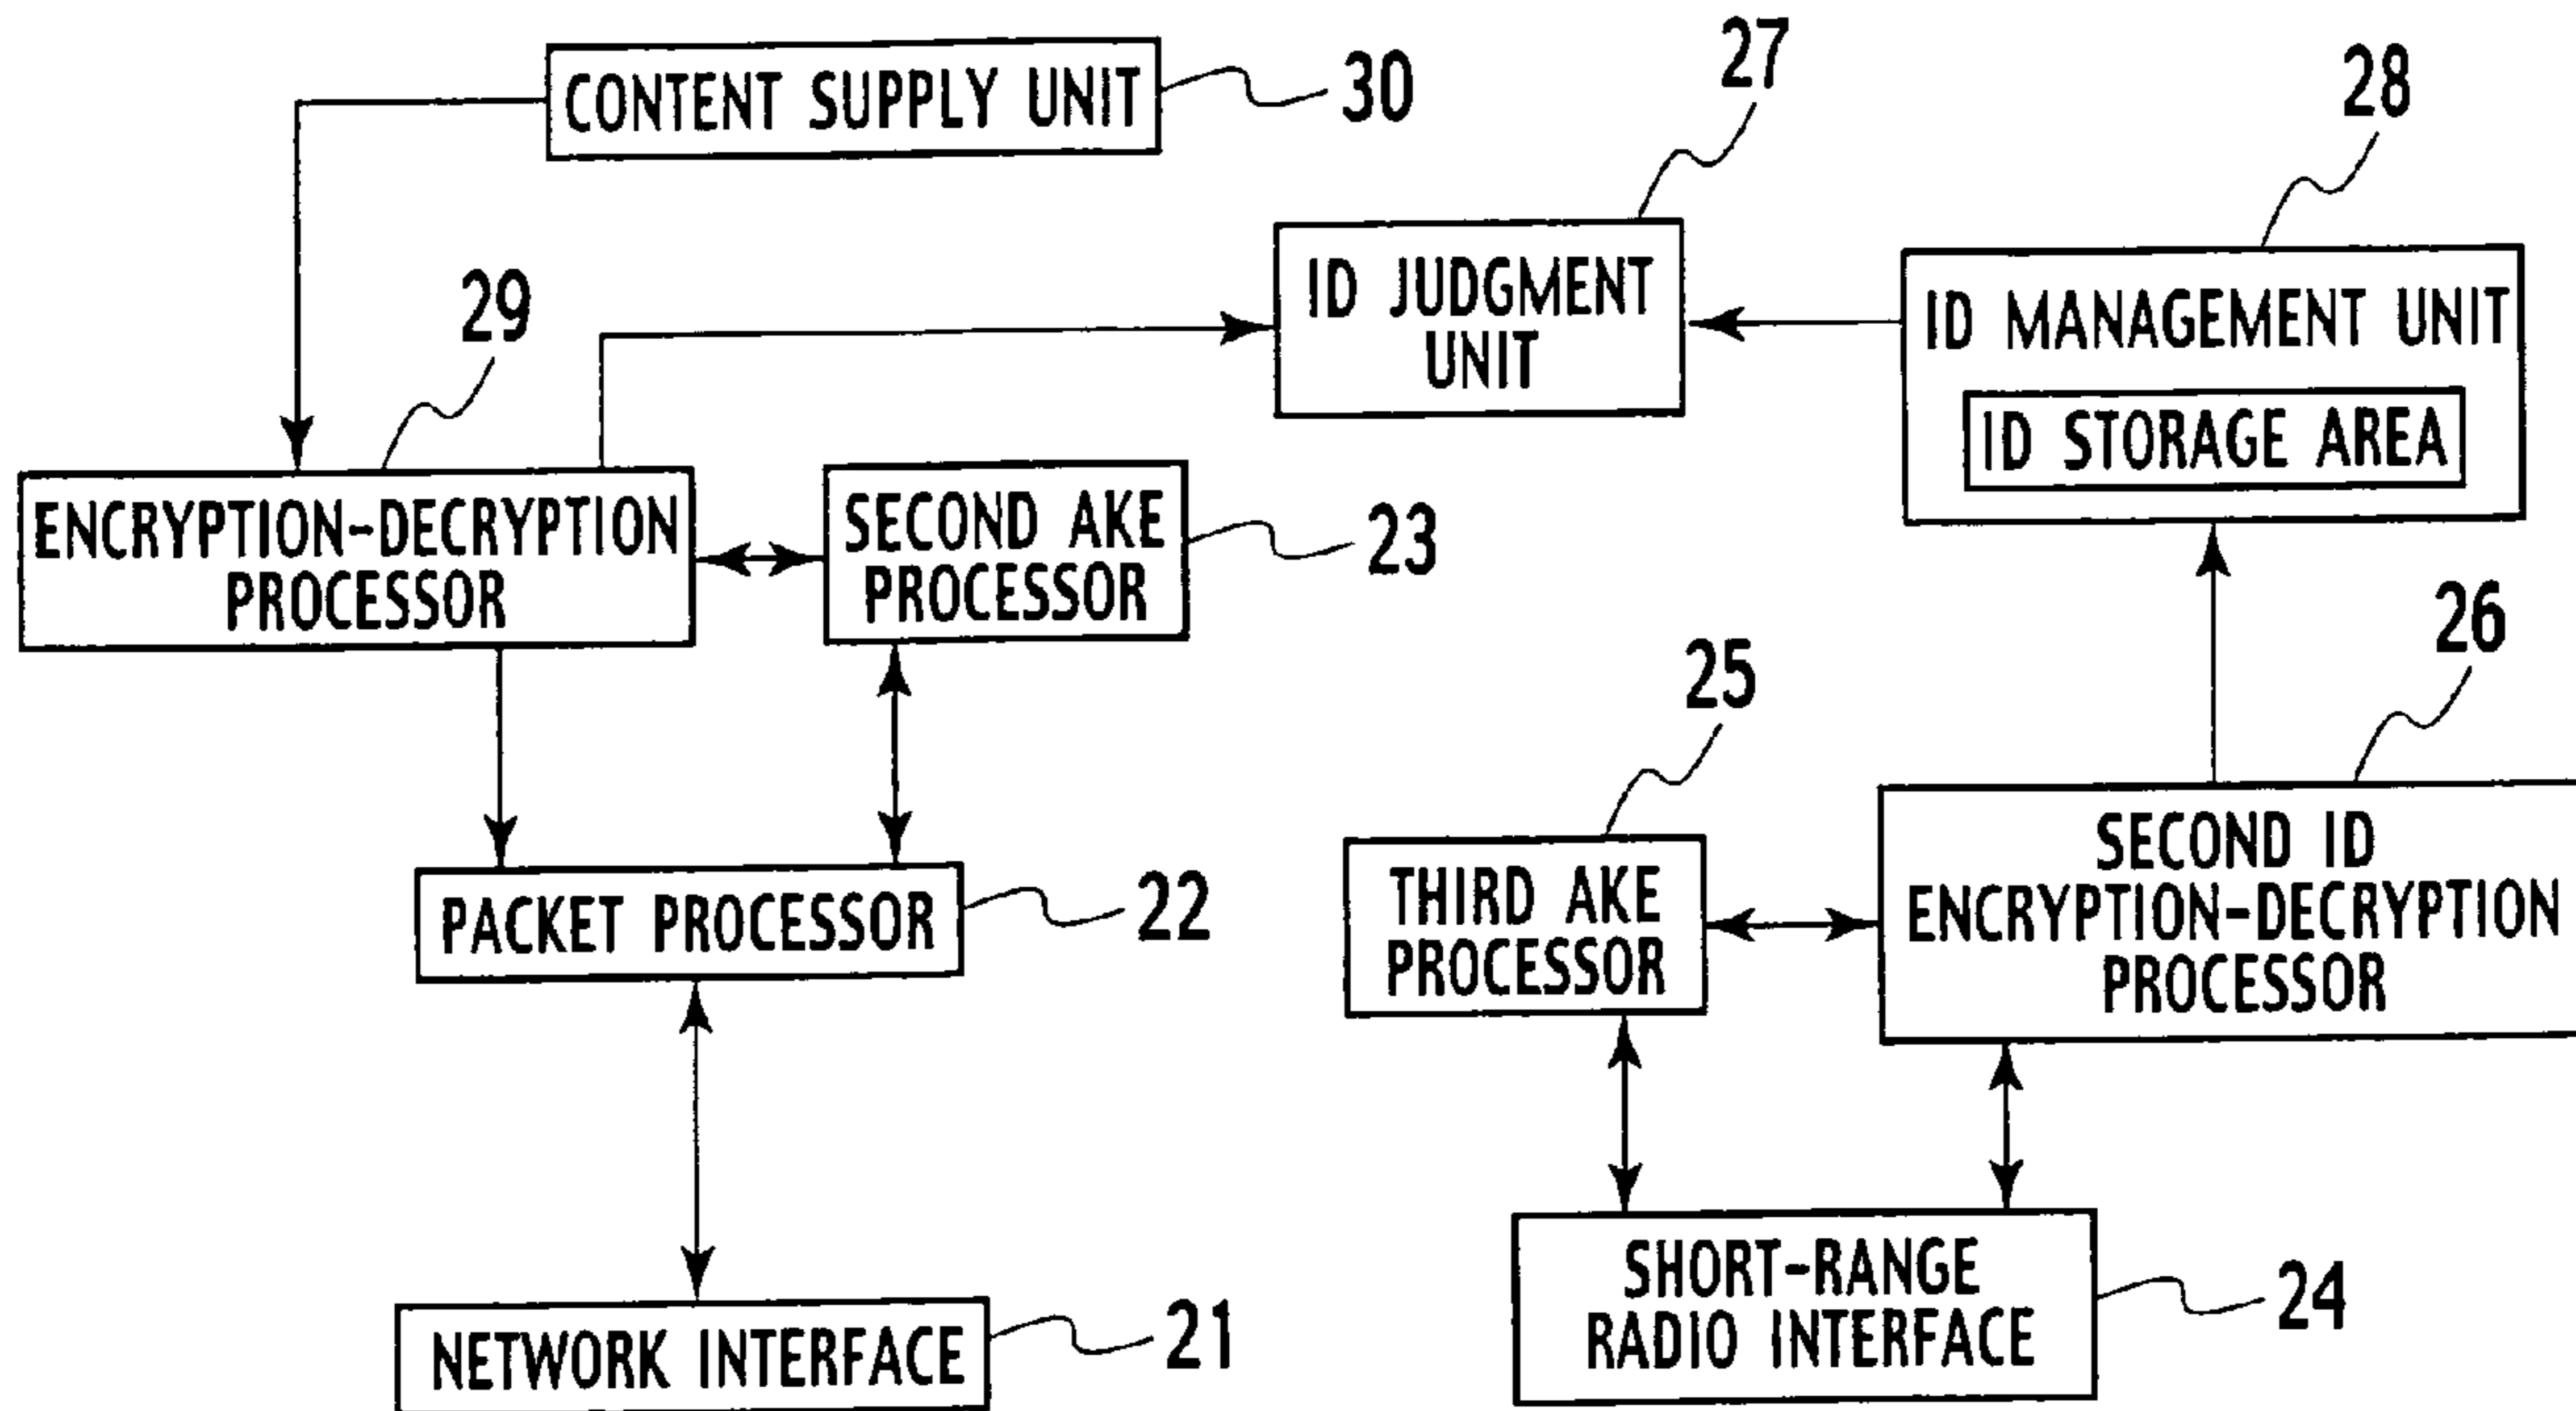 CONTENT SUPPLY UNIT
30
27
28
ID JUDGMENT
UNIT
ID MANAGEMENT UNIT
ID STORAGE AREA
29
ENCRYPTION-DECRYPTION
PROCESSOR
SECOND AKE
PROCESSOR
23
26
25
SECOND ID
ENCRYPTION-DECRYPTION
PROCESSOR
THIRD AKE
PROCESSOR
PACKET PROCESSOR
22
SHORT-RANGE
RADIO INTERFACE
24
NETWORK INTERFACE
21